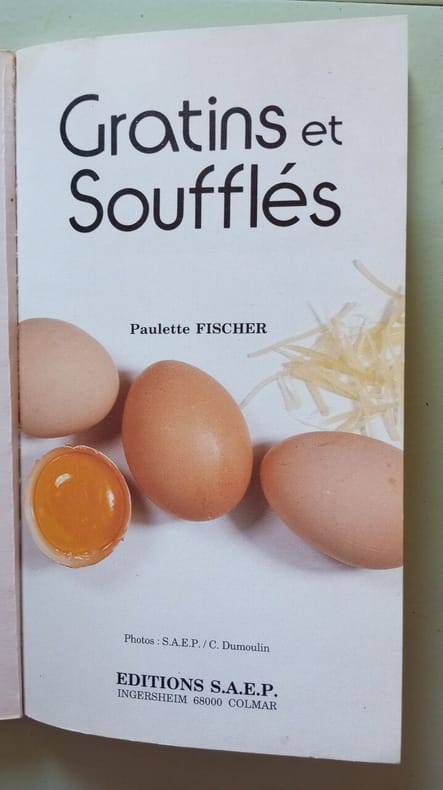 Gratins et
Soufflés
Paulette FISCHER
Photos : S.A.E.P. / C. Dumoulin
EDITIONS S.A.E.P.
INGERSHEIM 68000 COLMAR